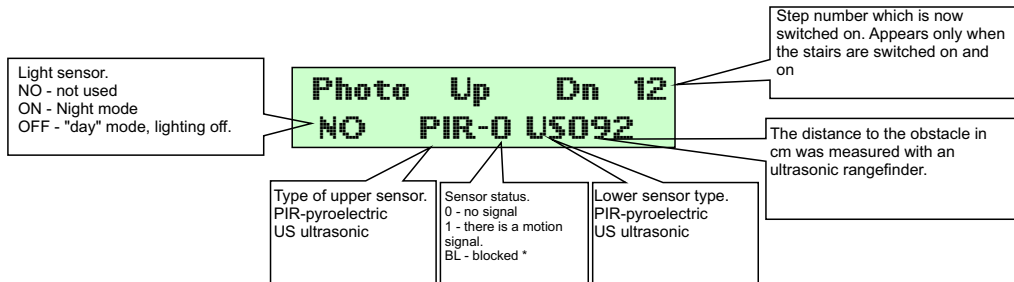 Step number which is now
switched on. Appears only when
the stairs are switched on and
on
Light sensor.
NO - not used
ON - Night mode
OFF - "day" mode, lighting off.
Photo Up Dn 12
NO PIR-0 US092
The distance to the obstacle in
cm was measured with an
ultrasonic rangefinder.
Type of upper sensor.
PIR-pyroelectric
US ultrasonic
Sensor status.
0 - no signal
1 - there is a motion
signal.
BL - blocked *
Lower sensor type.
PIR-pyroelectric
US ultrasonic